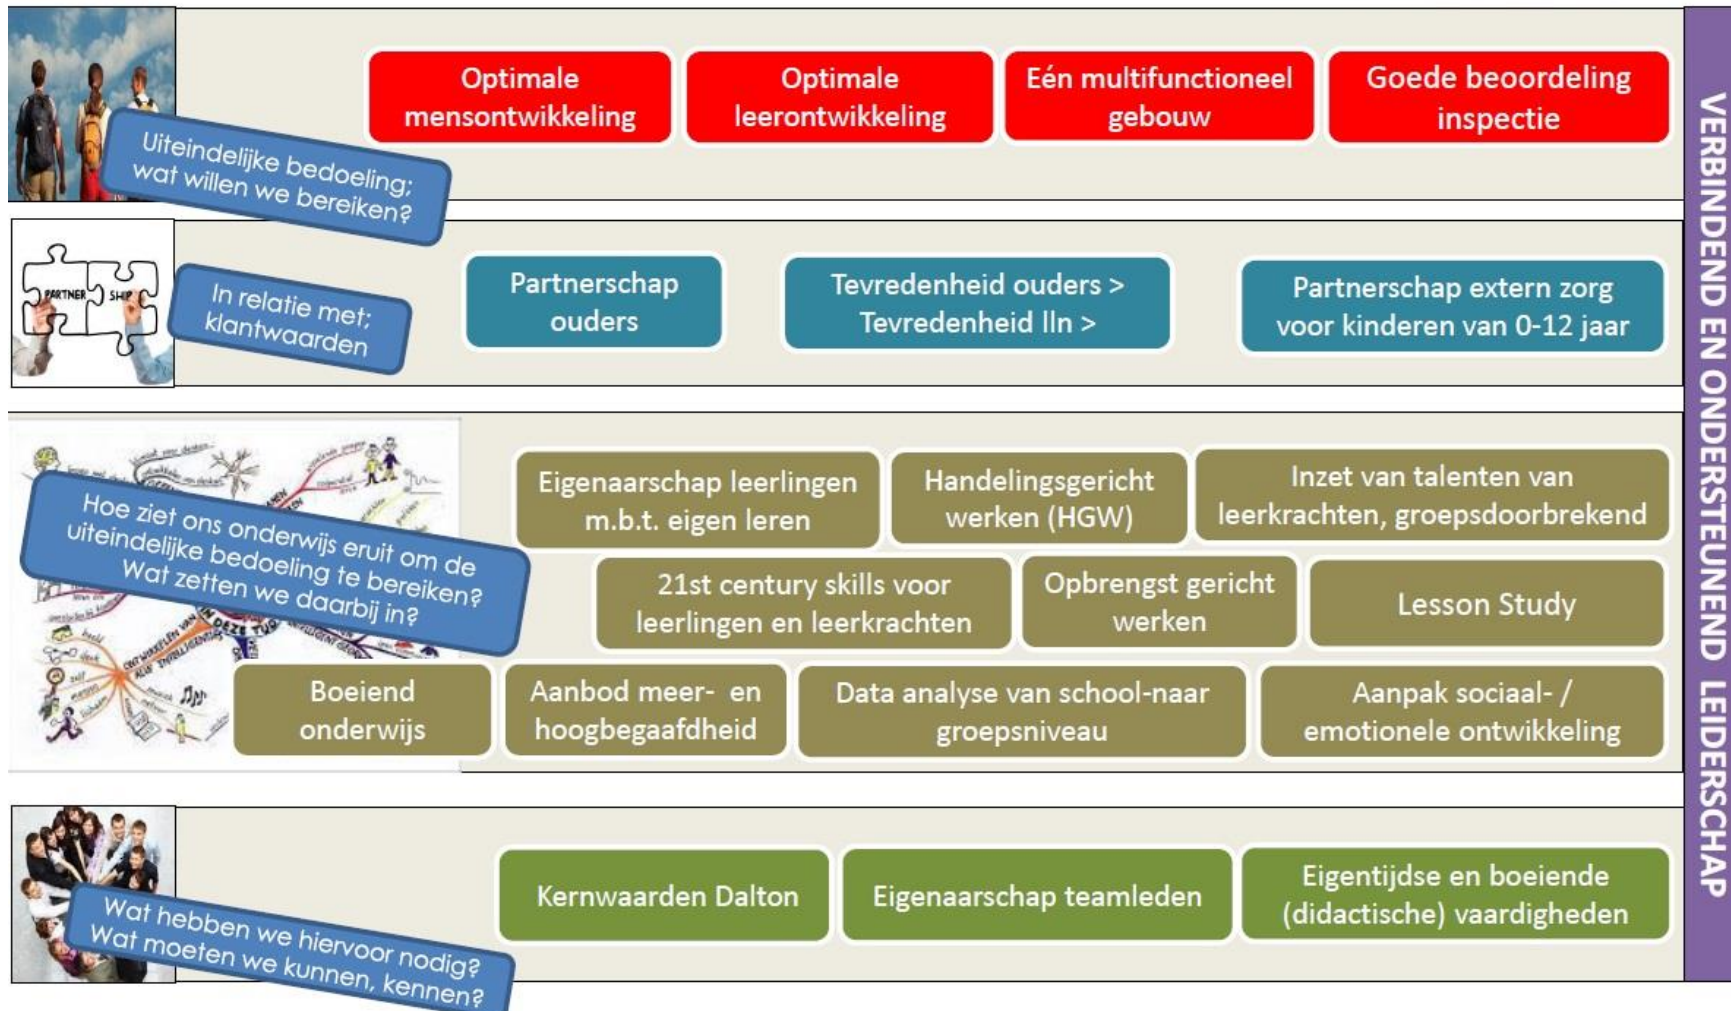 Optimale
mensontwikkeling
Optimale
leerontwikkeling
Eén multifunctioneel
gebouw
Goede beoordeling
inspectie
Uiteindelijke bedoeling;
wat willen we bereiken?
PARTNER SHIP
In relatie met;
klantwaarden
Partnerschap
ouders
Tevredenheid ouders >
Tevredenheid lln >
Partnerschap extern zorg
voor kinderen van 0-12 jaar
Hoe ziet ons onderwijs eruit om de
uiteindelijke bedoeling te bereiken?
Wat zetten we daarbij in?
Eigenaarschap leerlingen
m.b.t. eigen leren
Handelingsgericht
werken (HGW)
Inzet van talenten van
leerkrachten, groepsdoorbrekend
21st century skills voor
leerlingen en leerkrachten
Opbrengst gericht
werken
Lesson Study
ONTWIKKELEN VAN
DEZE
Boeiend
onderwijs
Aanbod meer- en
hoogbegaafdheid
Data analyse van school-naar
groepsniveau
Aanpak sociaal- /
emotionele ontwikkeling
Wat hebben we hiervoor nodig?
Wat moeten we kunnen, kennen?
Kernwaarden Dalton
Eigenaarschap teamleden
Eigentijdse en boeiende
(didactische) vaardigheden
VERBINDEND EN ONDERSTEUNEND LEIDERSCHAP